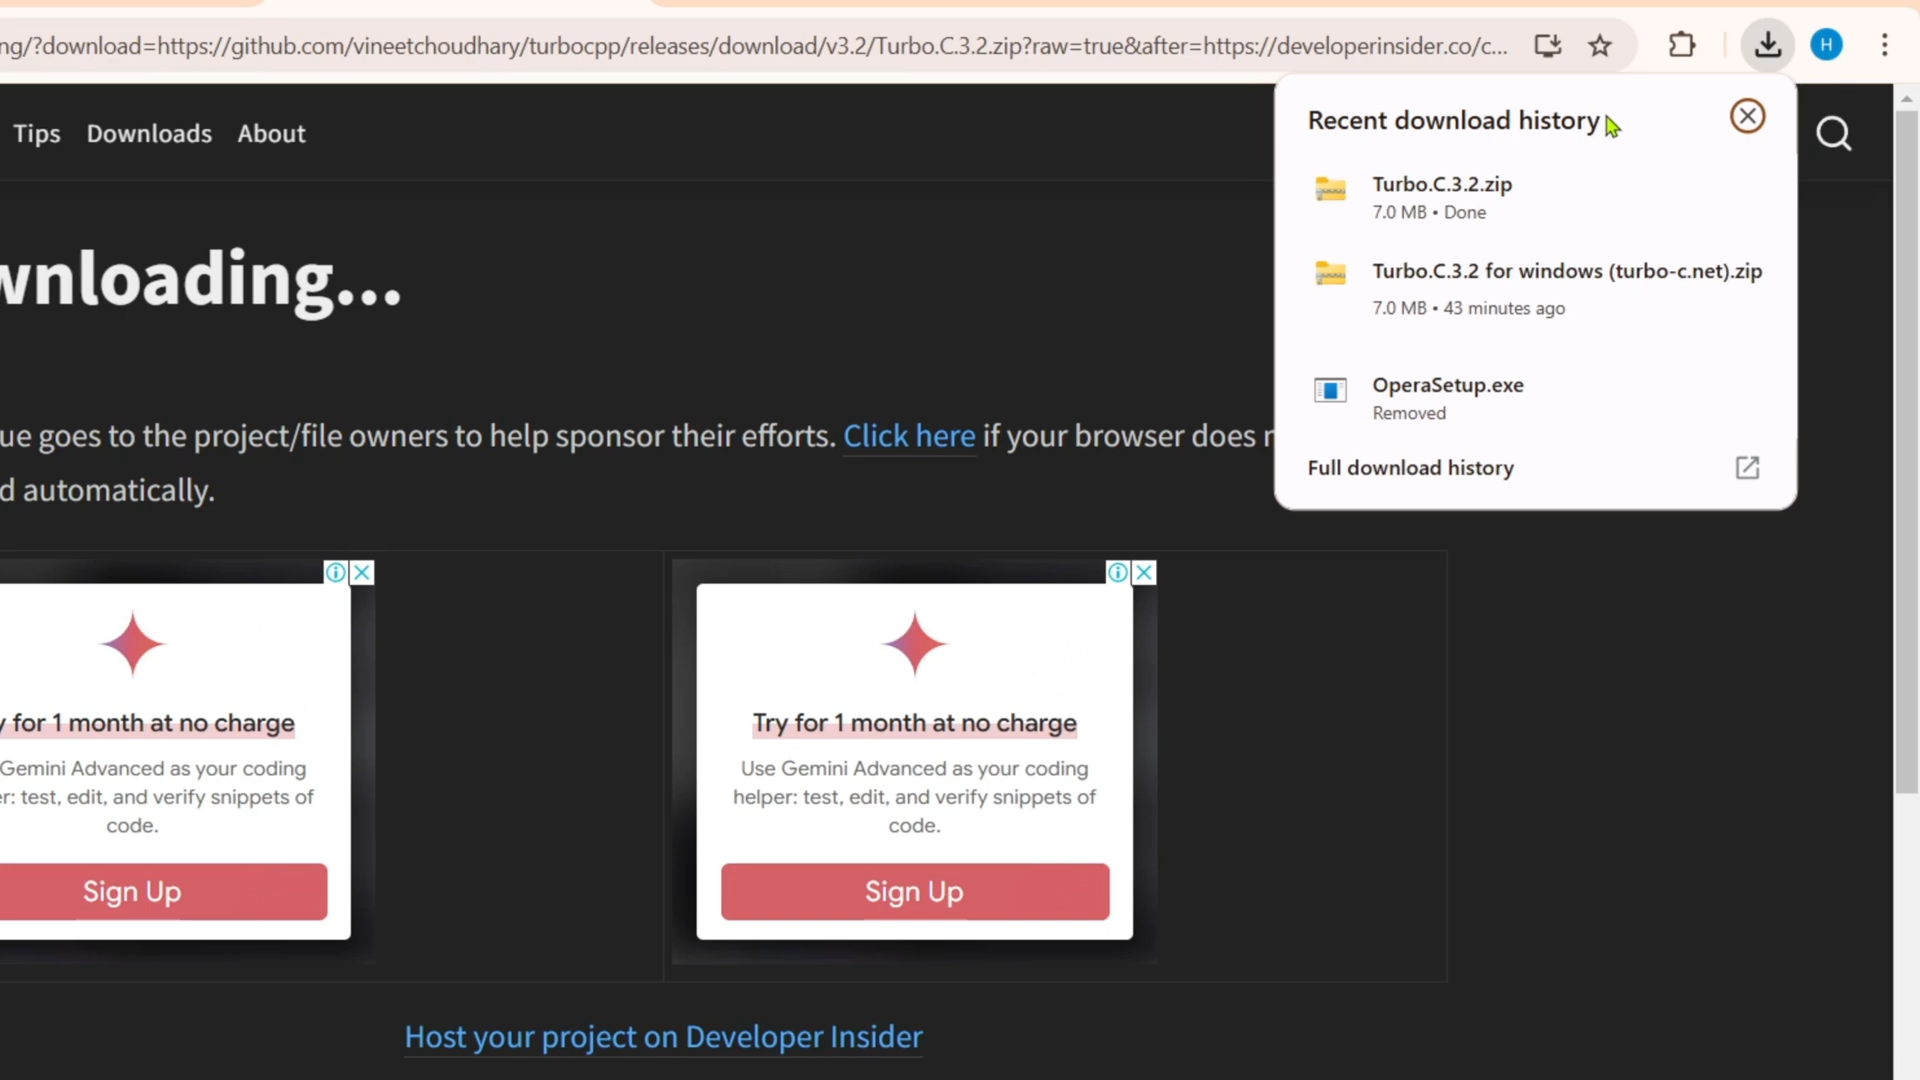 ng/?download=https://github.com/vineetchoudhary/turbocpp/releases/download/v3.2/Turbo.C.3.2.zip?raw=true&after=https://developerinsider.co/c...
H
Tips Downloads About
Recent download history
Turbo.C.3.2.zip
7.0 MB • Done
Turbo.C.3.2 for windows (turbo-c.net).zip
7.0 MB • 43 minutes ago
OperaSetup.exe
Removed
Full download history
wnloading...
ue goes to the project/file owners to help sponsor their efforts. Click here if your browser does n
d automatically.
y for 1 month at no charge
Gemini Advanced as your coding
er: test, edit, and verify snippets of
code.
Sign Up
Try for 1 month at no charge
Use Gemini Advanced as your coding
helper: test, edit, and verify snippets of
code.
Sign Up
Host your project on Developer Insider